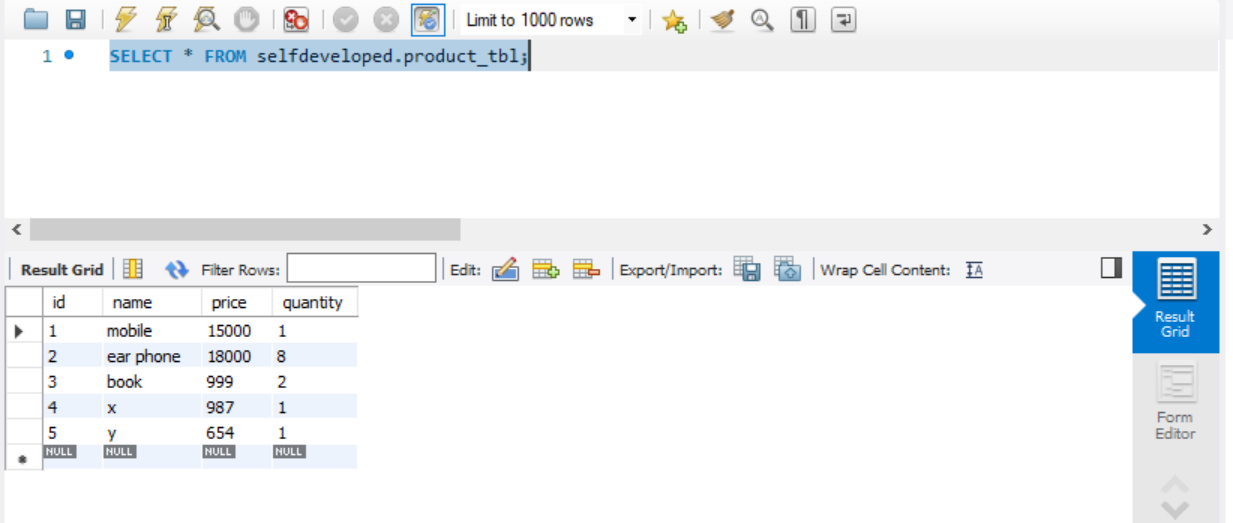 Limit to 1000 rows
1 SELECT * FROM selfdeveloped.product_tbl;
Result Grid Filter Rows: Edit: Export/Import: Wrap Cell Content: IA
id name price quantity
1 mobile 15000 1
2 ear phone 18000 8
3 book 999 2
4 x 987 1
5 y 654 1
NULL NULL NULL NULL
Result
Grid
Form
Editor